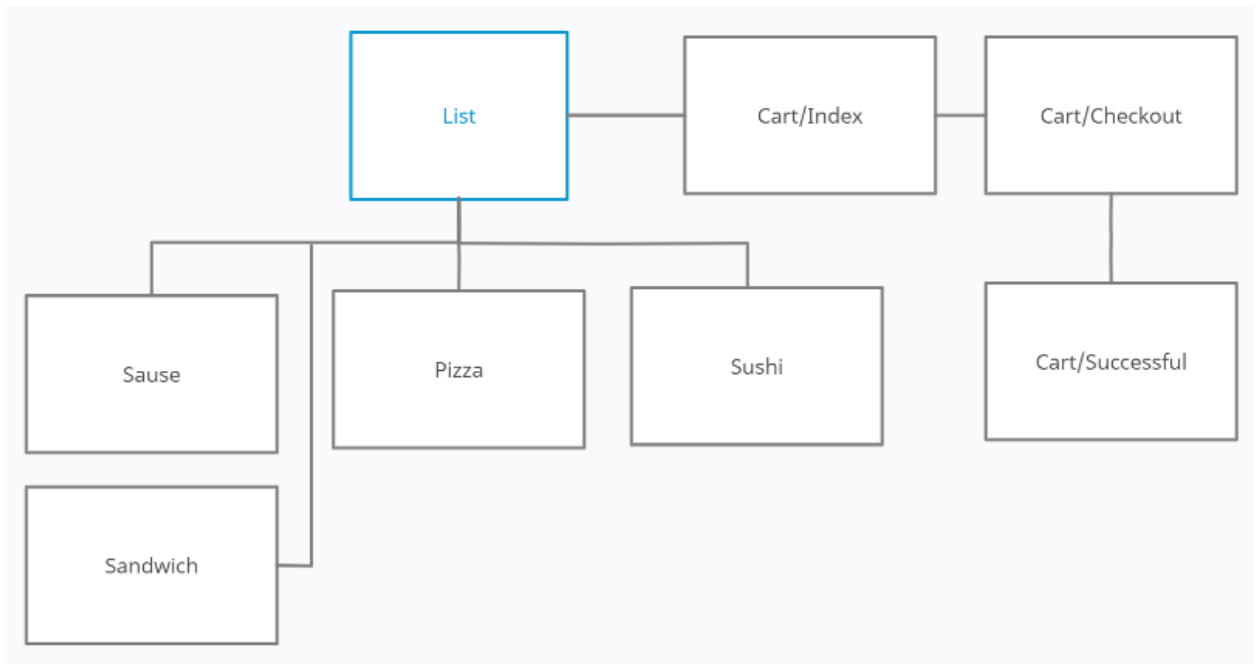 List
Cart/Index
Cart/Checkout
Sause
Pizza
Sushi
Cart/Successful
Sandwich